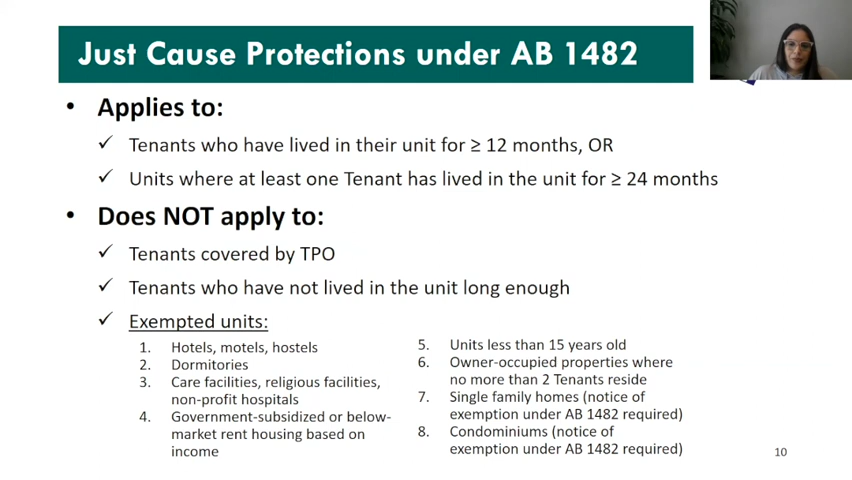 Just Cause Protections under AB 1482
• Applies to:
✓ Tenants who have lived in their unit for ≥ 12 months, OR
✓ Units where at least one Tenant has lived in the unit for ≥ 24 months
• Does NOT apply to:
✓ Tenants covered by TPO
✓ Tenants who have not lived in the unit long enough
✓ Exempted units:
1. Hotels, motels, hostels
2. Dormitories
3. Care facilities, religious facilities,
non-profit hospitals
4. Government-subsidized or below-
market rent housing based on
income
5. Units less than 15 years old
6. Owner-occupied properties where
no more than 2 Tenants reside
7. Single family homes (notice of
exemption under AB 1482 required)
8. Condominiums (notice of
exemption under AB 1482 required)
10